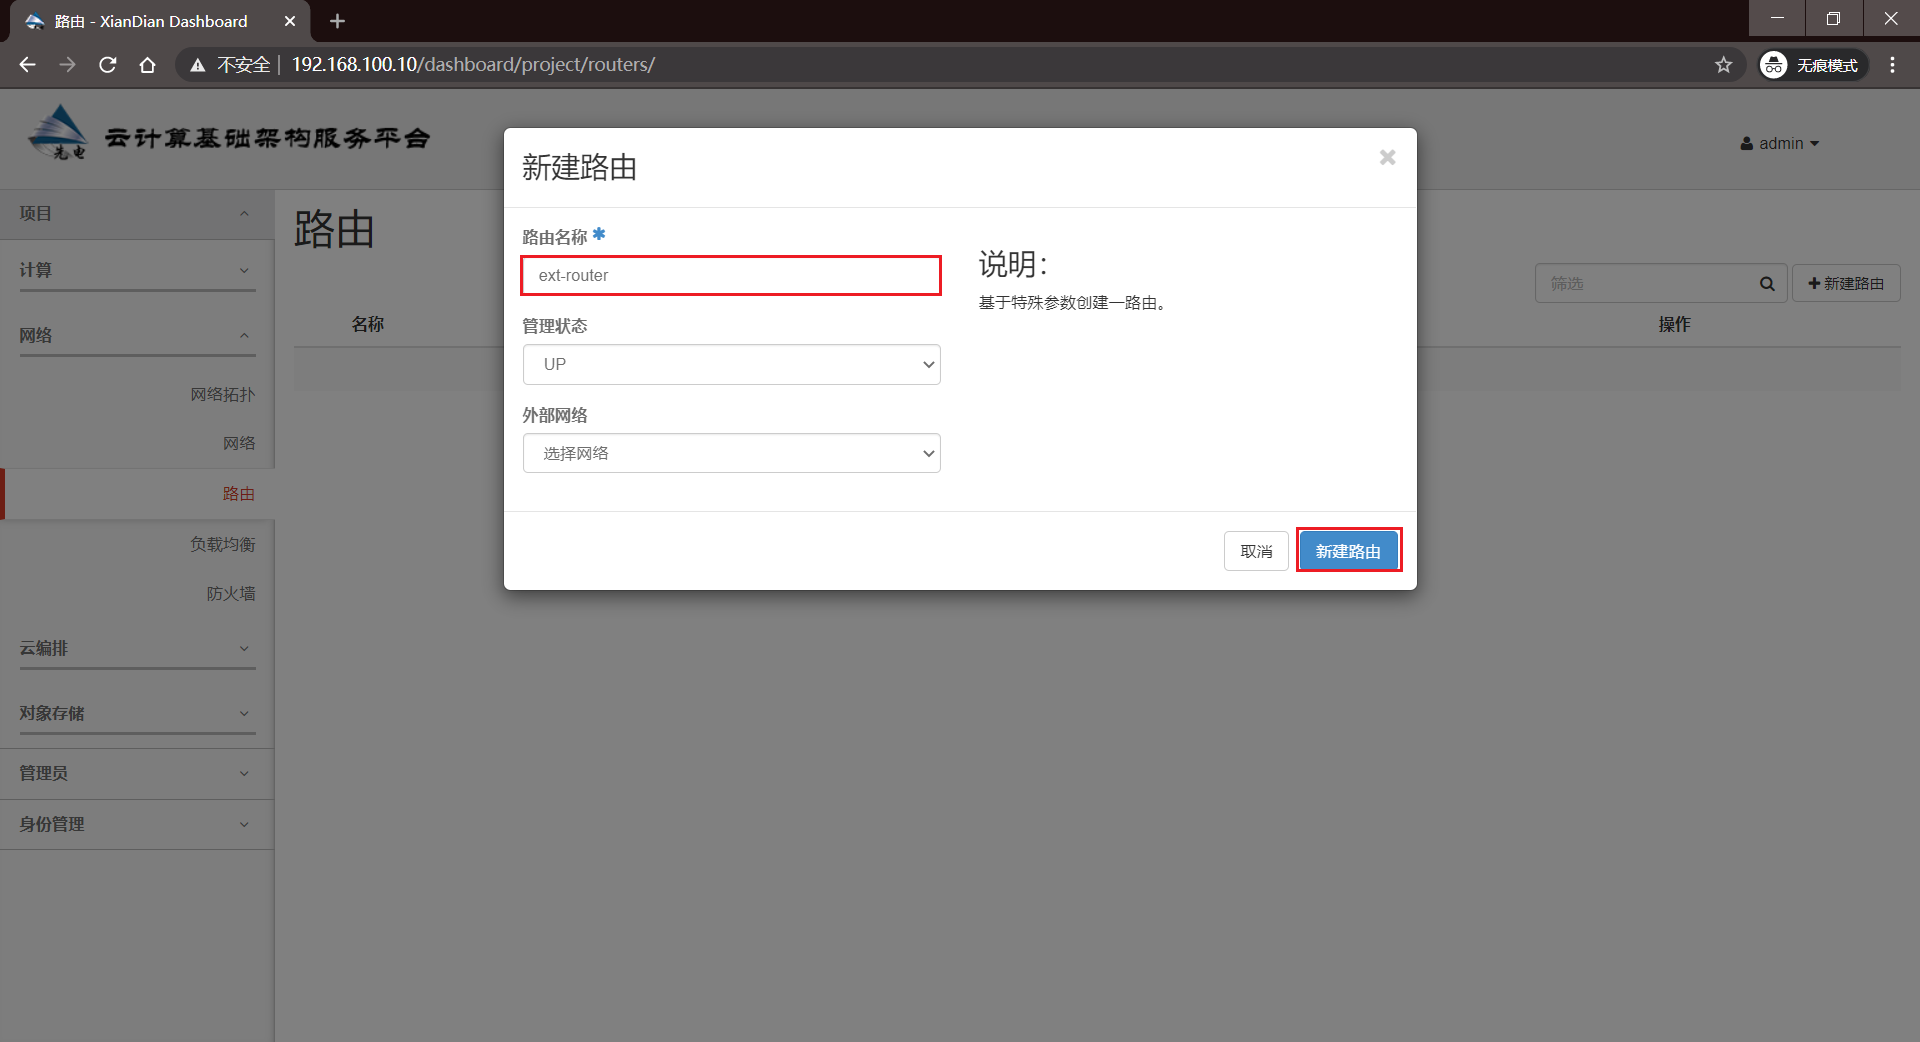 路由 - XianDian Dashboard
不安全 192.168.100.10/dashboard/project/routers/
无痕模式
先电 云计算基础架构服务平台
admin
项目
计算
网络
网络拓扑
网络
路由
负载均衡
防火墙
云编排
对象存储
管理员
身份管理
路由
筛选
新建路由
名称
操作
新建路由
路由名称
ext-router
管理状态
UP
外部网络
选择网络
说明：
基于特殊参数创建一路由。
取消
新建路由